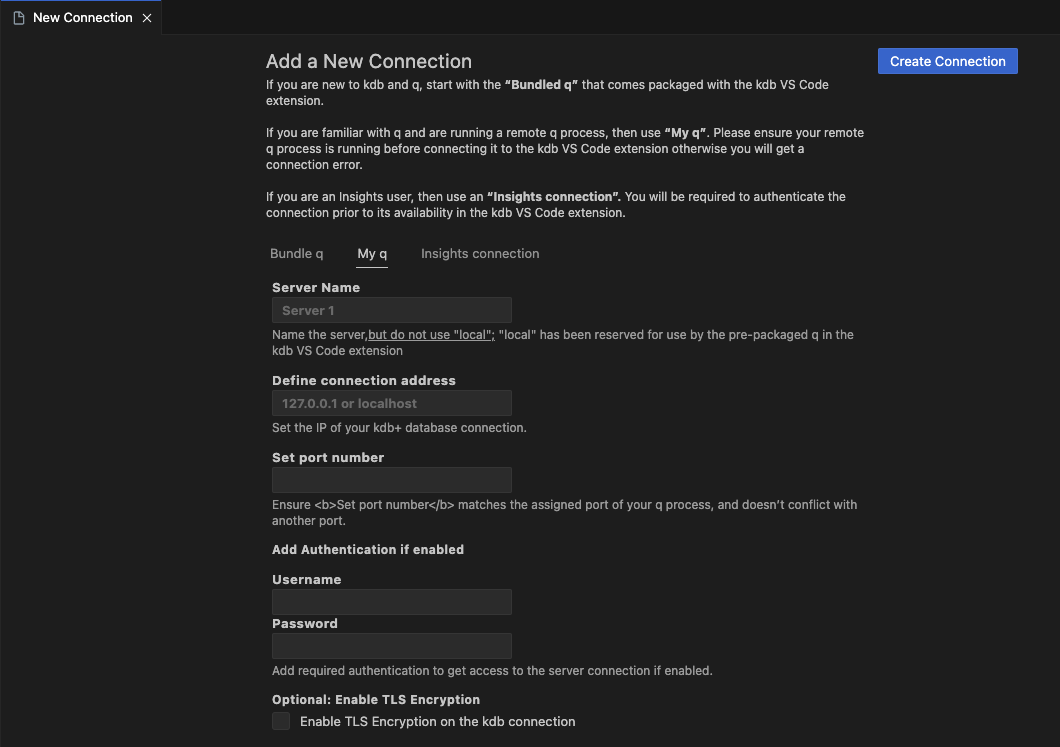 New Connection
Add a New Connection
Create Connection
If you are new to kdb and q, start with the “Bundled q” that comes packaged with the kdb VS Code
extension.
If you are familiar with q and are running a remote q process, then use “My q”. Please ensure your remote
q process is running before connecting it to the kdb VS Code extension otherwise you will get a
connection error.
If you are an Insights user, then use an “Insights connection”. You will be required to authenticate the
connection prior to its availability in the kdb VS Code extension.
Bundle q My q Insights connection
Server Name
Server 1
Name the server,but do not use "local"; "local" has been reserved for use by the pre-packaged q in the
kdb VS Code extension
Define connection address
127.0.0.1 or localhost
Set the IP of your kdb+ database connection.
Set port number
Ensure <b>Set port number</b> matches the assigned port of your q process, and doesn’t conflict with
another port.
Add Authentication if enabled
Username
Password
Add required authentication to get access to the server connection if enabled.
Optional: Enable TLS Encryption
Enable TLS Encryption on the kdb connection